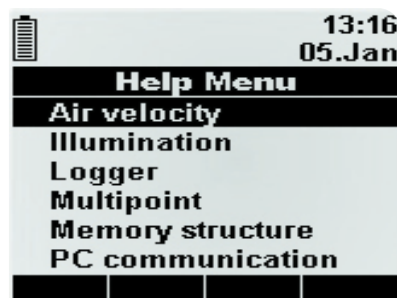 13:16
05.Jan
Help Menu
Air velocity
Illumination
Logger
Multipoint
Memory structure
PC communication